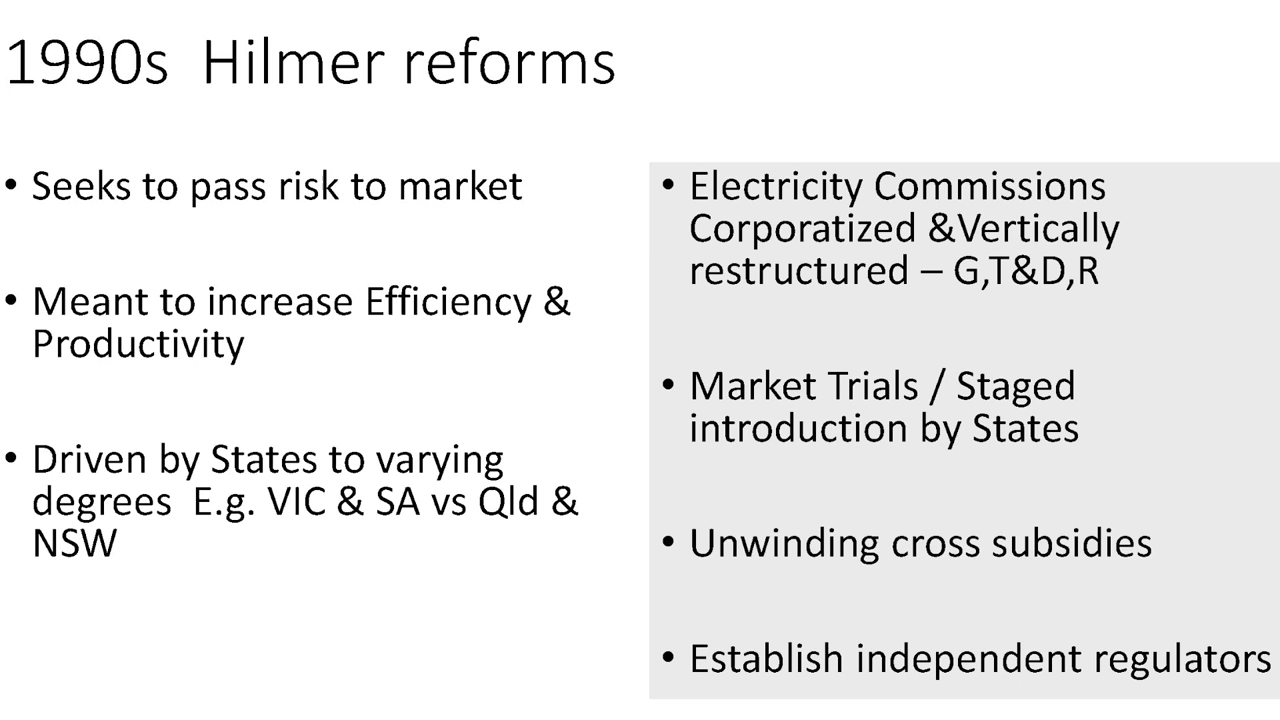 1990s  Hilmer reforms
• Seeks to pass risk to market
• Meant to increase Efficiency &
Productivity
• Driven by States to varying
degrees  E.g. VIC & SA vs Qld &
NSW
• Electricity Commissions
Corporatized &Vertically
restructured – G,T&D,R
• Market Trials / Staged
introduction by States
• Unwinding cross subsidies
• Establish independent regulators